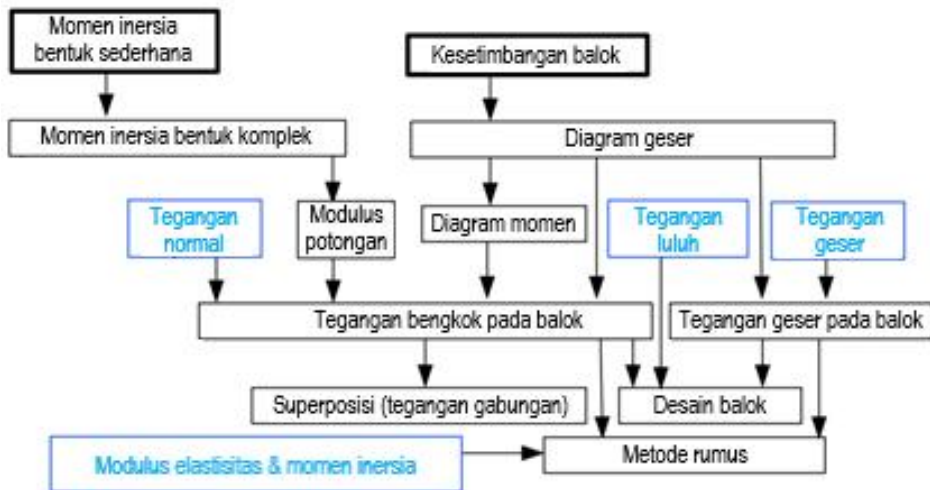 Momen inersia
bentuk sederhana
Kesetimbangan balok
Momen inersia bentuk komplek
Diagram geser
Tegangan
normal
Modulus
potongan
Diagram momen
Tegangan
luluh
Tegangan
geser
Tegangan bengkok pada balok
Tegangan geser pada balok
Superposisi (tegangan gabungan)
Desain balok
Modulus elastisitas & momen inersia
Metode rumus